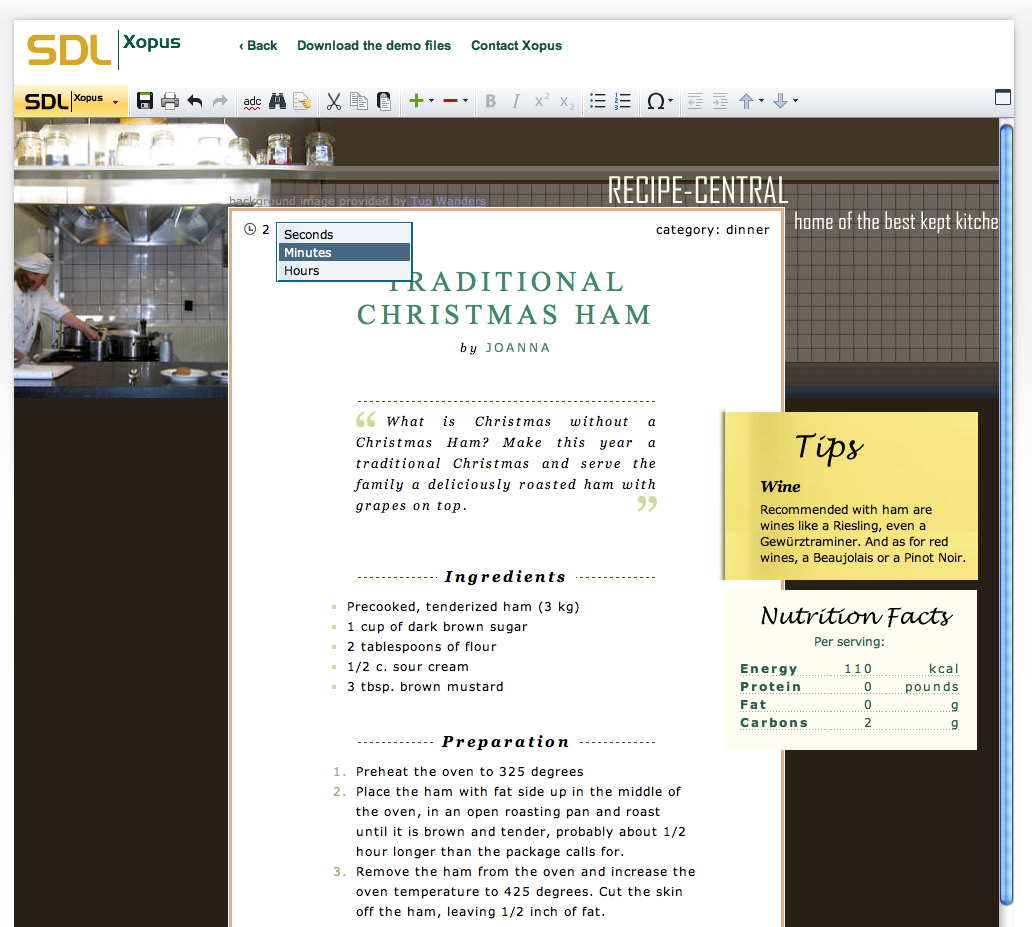 SDL Xopus
‹ Back Download the demo files Contact Xopus
SDL Xopus
abc B I x² x₂ Ω
RECIPE-CENTRAL
background image provided by Tup Wanders
home of the best kept kitche
2
Seconds
Minutes
Hours
category: dinner
TRADITIONAL
CHRISTMAS HAM
by JOANNA
“ What is Christmas without a
Christmas Ham? Make this year a
traditional Christmas and serve the
family a deliciously roasted ham with
grapes on top. ”
Ingredients
Precooked, tenderized ham (3 kg)
1 cup of dark brown sugar
2 tablespoons of flour
1/2 c. sour cream
3 tbsp. brown mustard
Preparation
1. Preheat the oven to 325 degrees
2. Place the ham with fat side up in the middle of
the oven, in an open roasting pan and roast
until it is brown and tender, probably about 1/2
hour longer than the package calls for.
3. Remove the ham from the oven and increase the
oven temperature to 425 degrees. Cut the skin
off the ham, leaving 1/2 inch of fat.
Tips
Wine
Recommended with ham are
wines like a Riesling, even a
Gewürztraminer. And as for red
wines, a Beaujolais or a Pinot Noir.
Nutrition Facts
Per serving:
Energy 110 kcal
Protein 0 pounds
Fat 0 g
Carbons 2 g